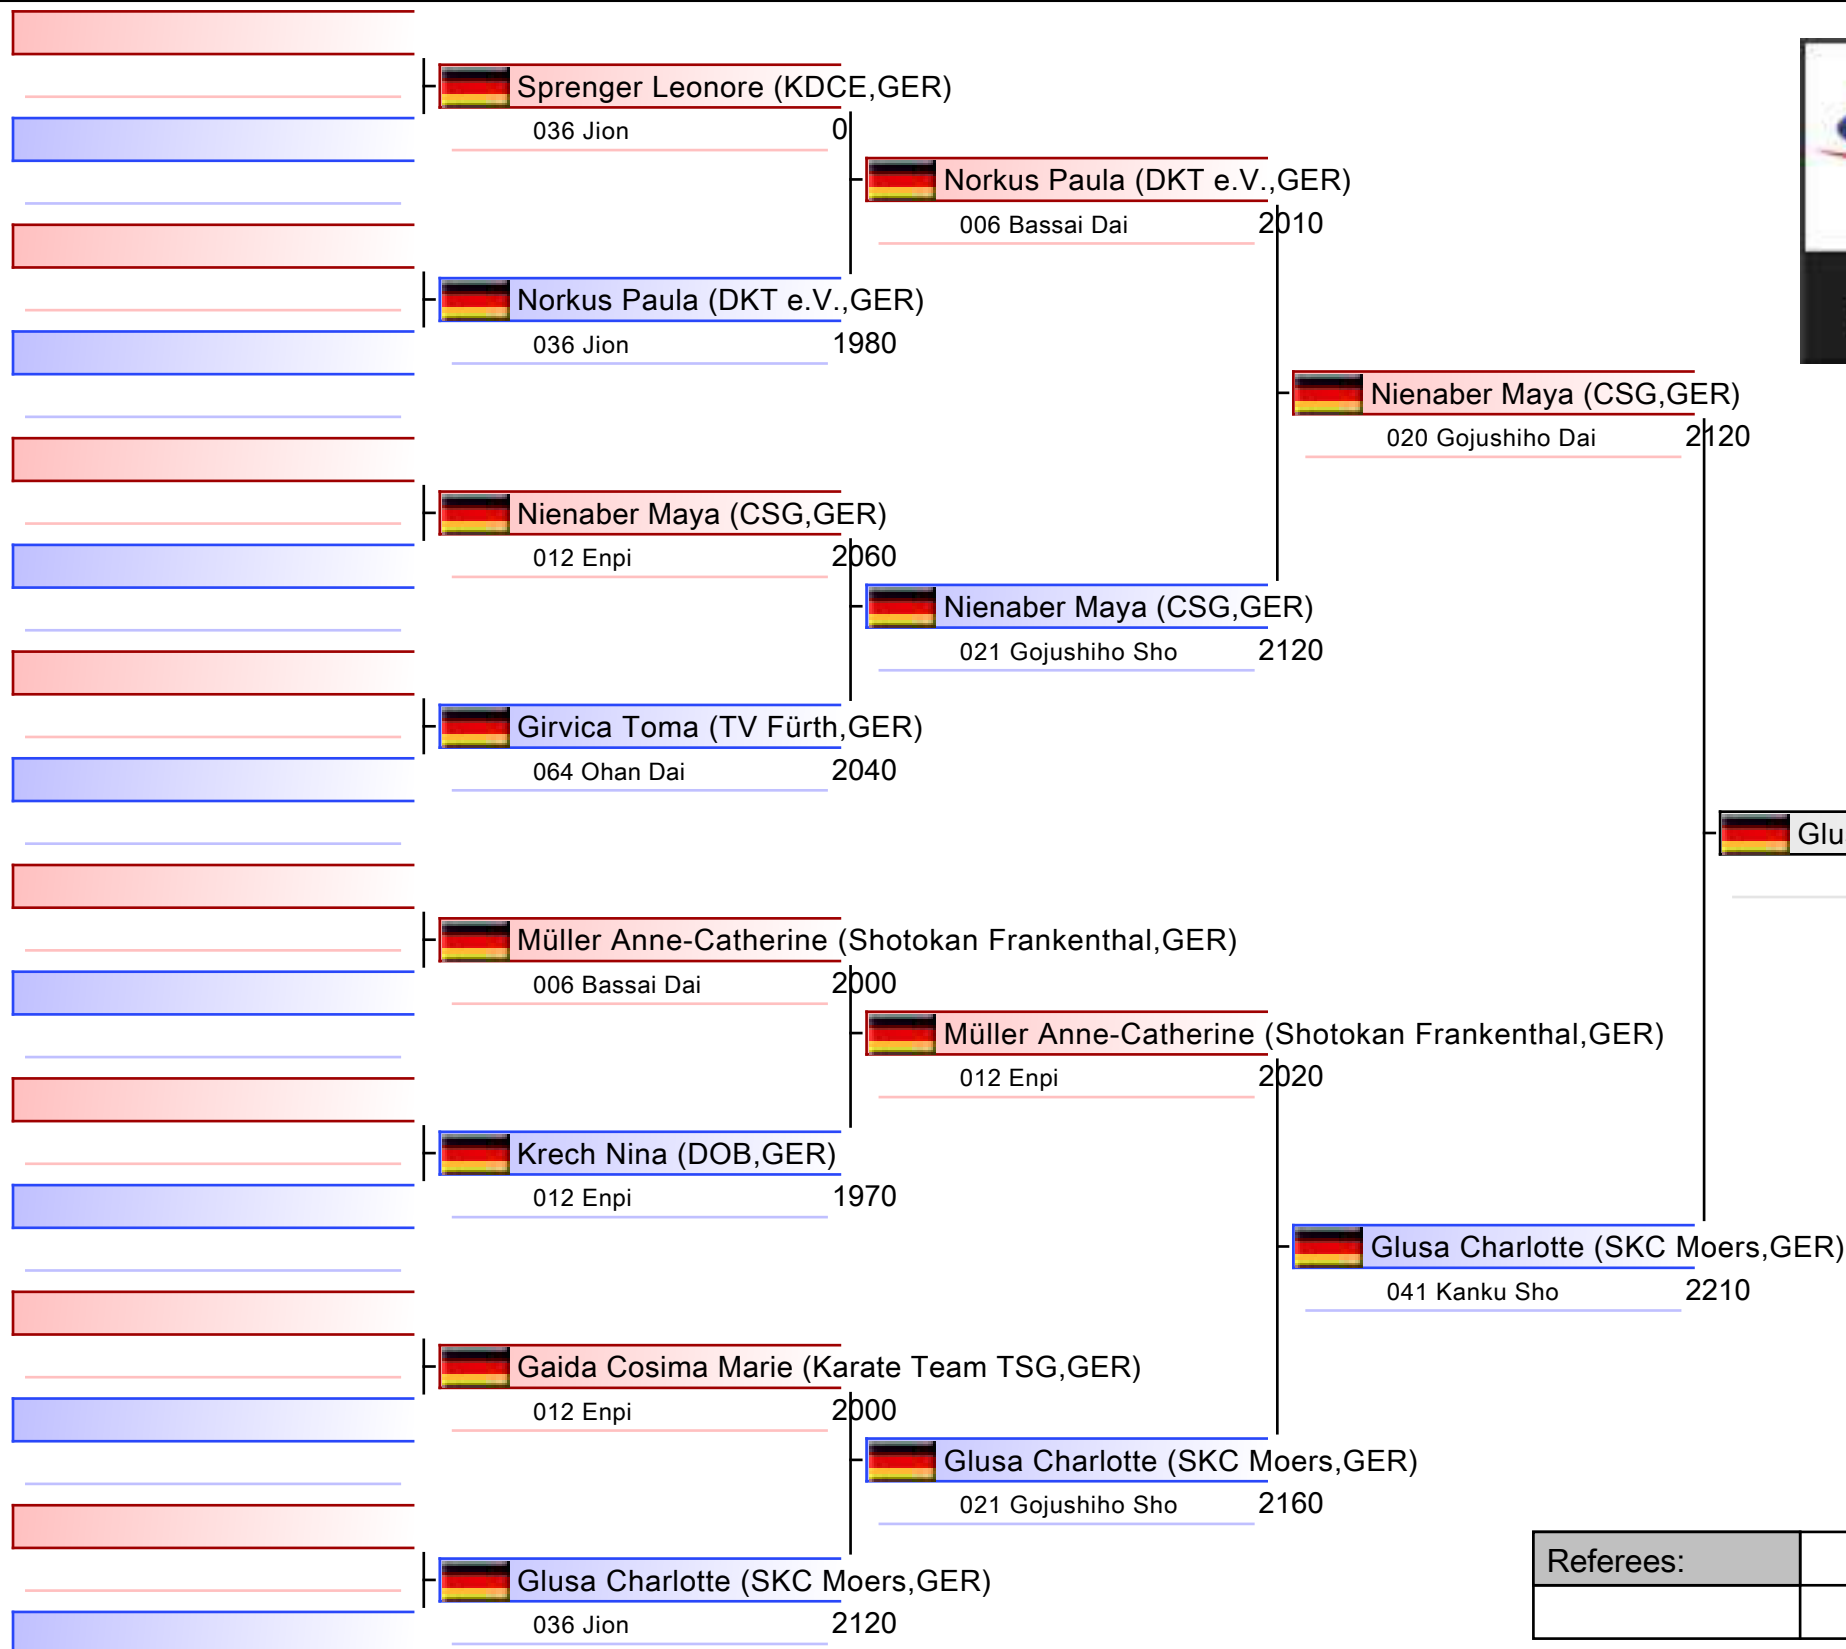 Sprenger Leonore (KDCE,GER)
036 Jion 0
Norkus Paula (DKT e.V.,GER)
006 Bassai Dai 2010
Norkus Paula (DKT e.V.,GER)
036 Jion 1980
Nienaber Maya (CSG,GER)
020 Gojushiho Dai 2120
Nienaber Maya (CSG,GER)
012 Enpi 2060
Nienaber Maya (CSG,GER)
021 Gojushiho Sho 2120
Girvica Toma (TV Fürth,GER)
064 Ohan Dai 2040
Glu
Müller Anne-Catherine (Shotokan Frankenthal,GER)
006 Bassai Dai 2000
Müller Anne-Catherine (Shotokan Frankenthal,GER)
012 Enpi 2020
Krech Nina (DOB,GER)
012 Enpi 1970
Glusa Charlotte (SKC Moers,GER)
041 Kanku Sho 2210
Gaida Cosima Marie (Karate Team TSG,GER)
012 Enpi 2000
Glusa Charlotte (SKC Moers,GER)
021 Gojushiho Sho 2160
Referees:
Glusa Charlotte (SKC Moers,GER)
036 Jion 2120